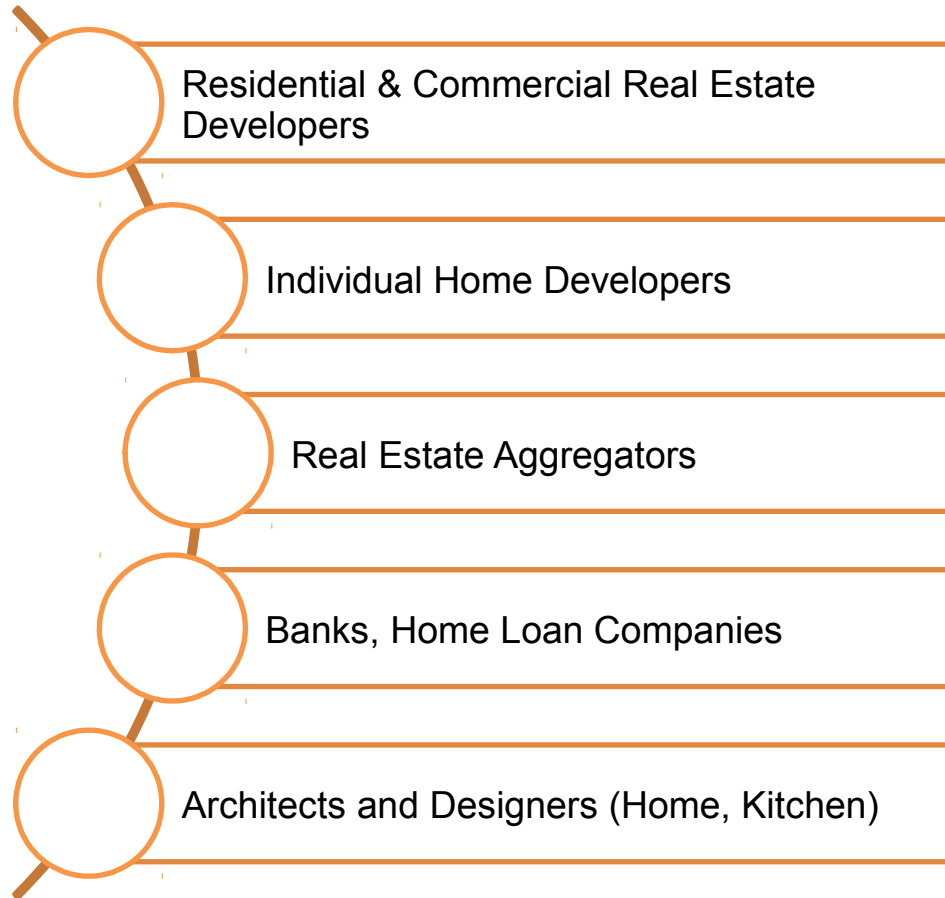 Residential & Commercial Real Estate
Developers
Individual Home Developers
Real Estate Aggregators
Banks, Home Loan Companies
Architects and Designers (Home, Kitchen)